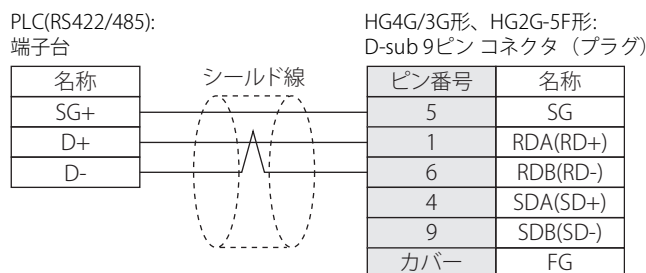 PLC(RS422/485):
端子台
HG4G/3G形、HG2G-5F形:
D-sub 9ピン コネクタ（プラグ）
名称
シールド線
ピン番号 名称
SG+
5 SG
D+
1 RDA(RD+)
D-
6 RDB(RD-)
4 SDA(SD+)
9 SDB(SD-)
カバー FG